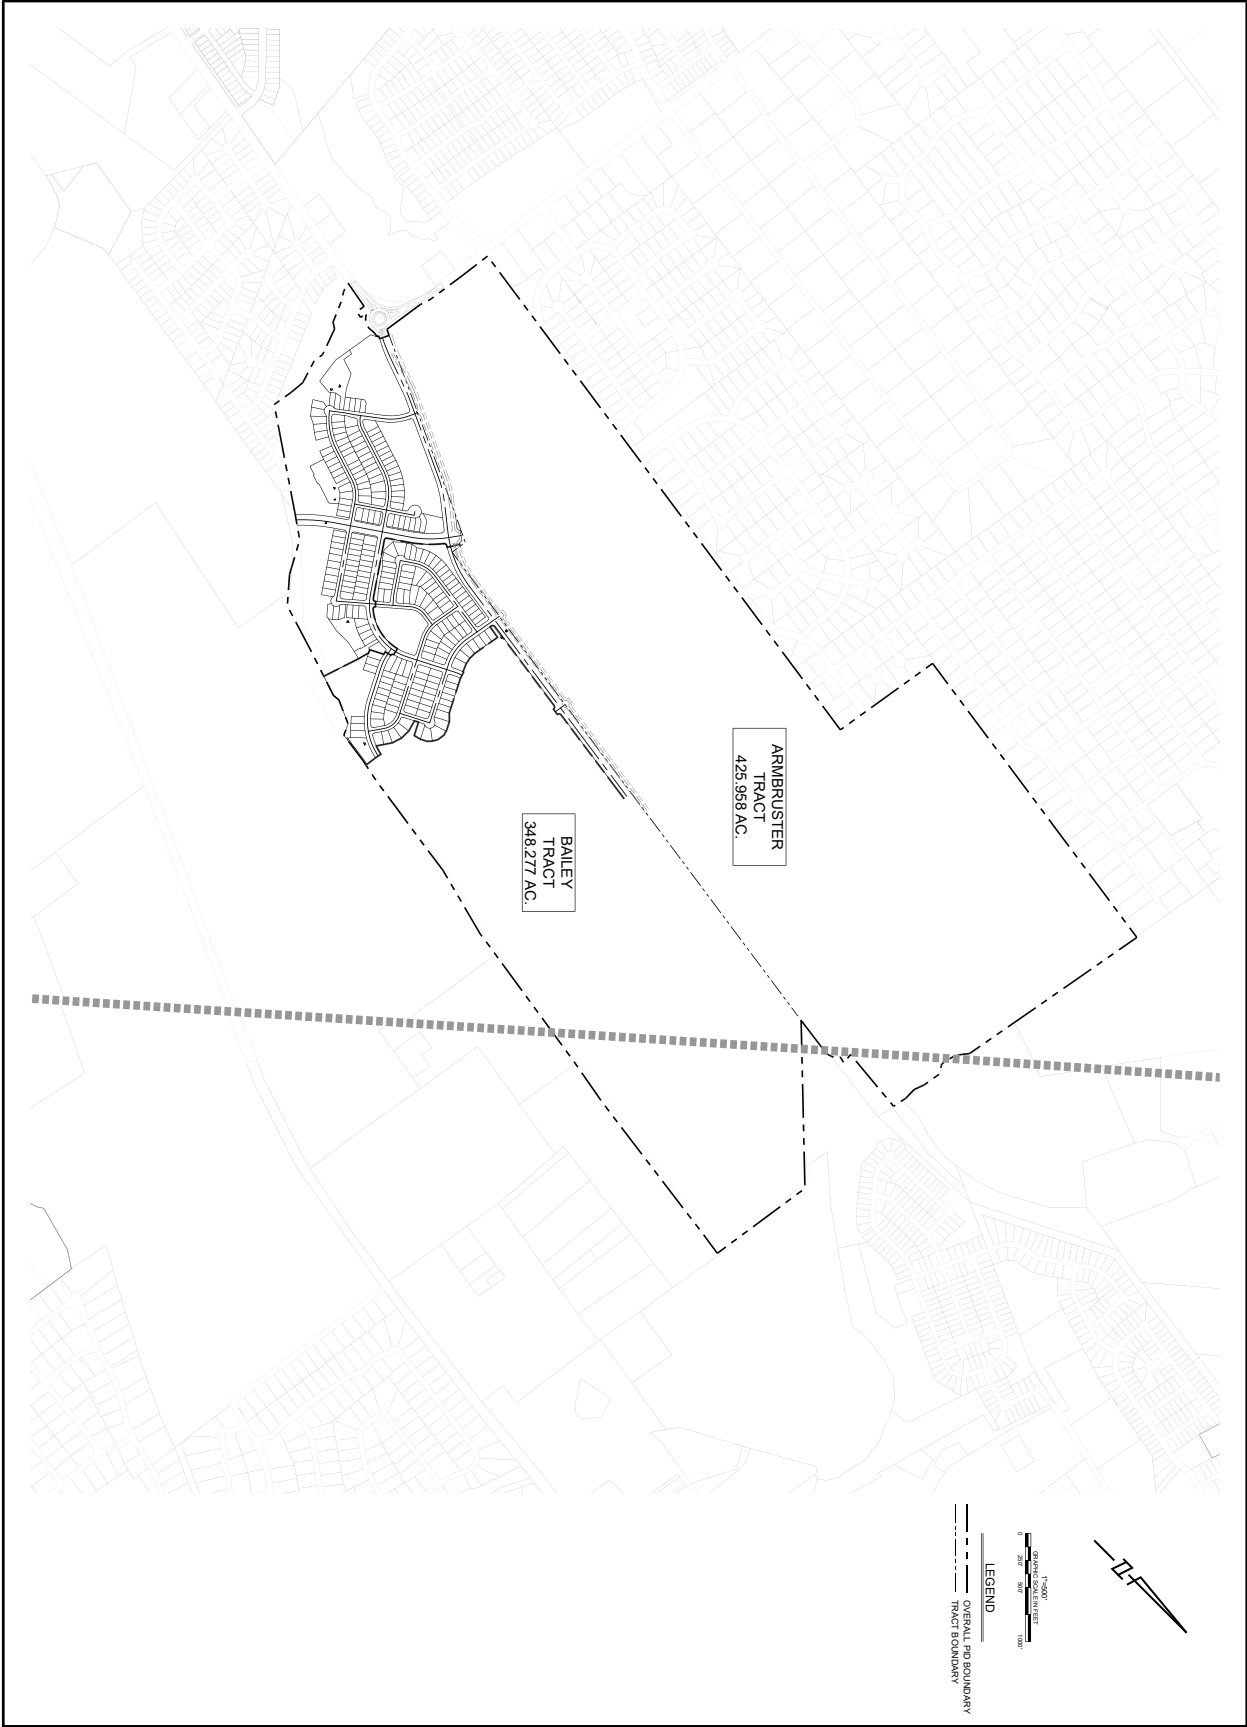 ARMBRUSTER
TRACT
425.958 AC.
BAILEY
TRACT
348.277 AC.
1"=500'
GRAPHIC SCALE IN FEET
0 250' 500' 1000'
LEGEND
OVERALL PID BOUNDARY
TRACT BOUNDARY